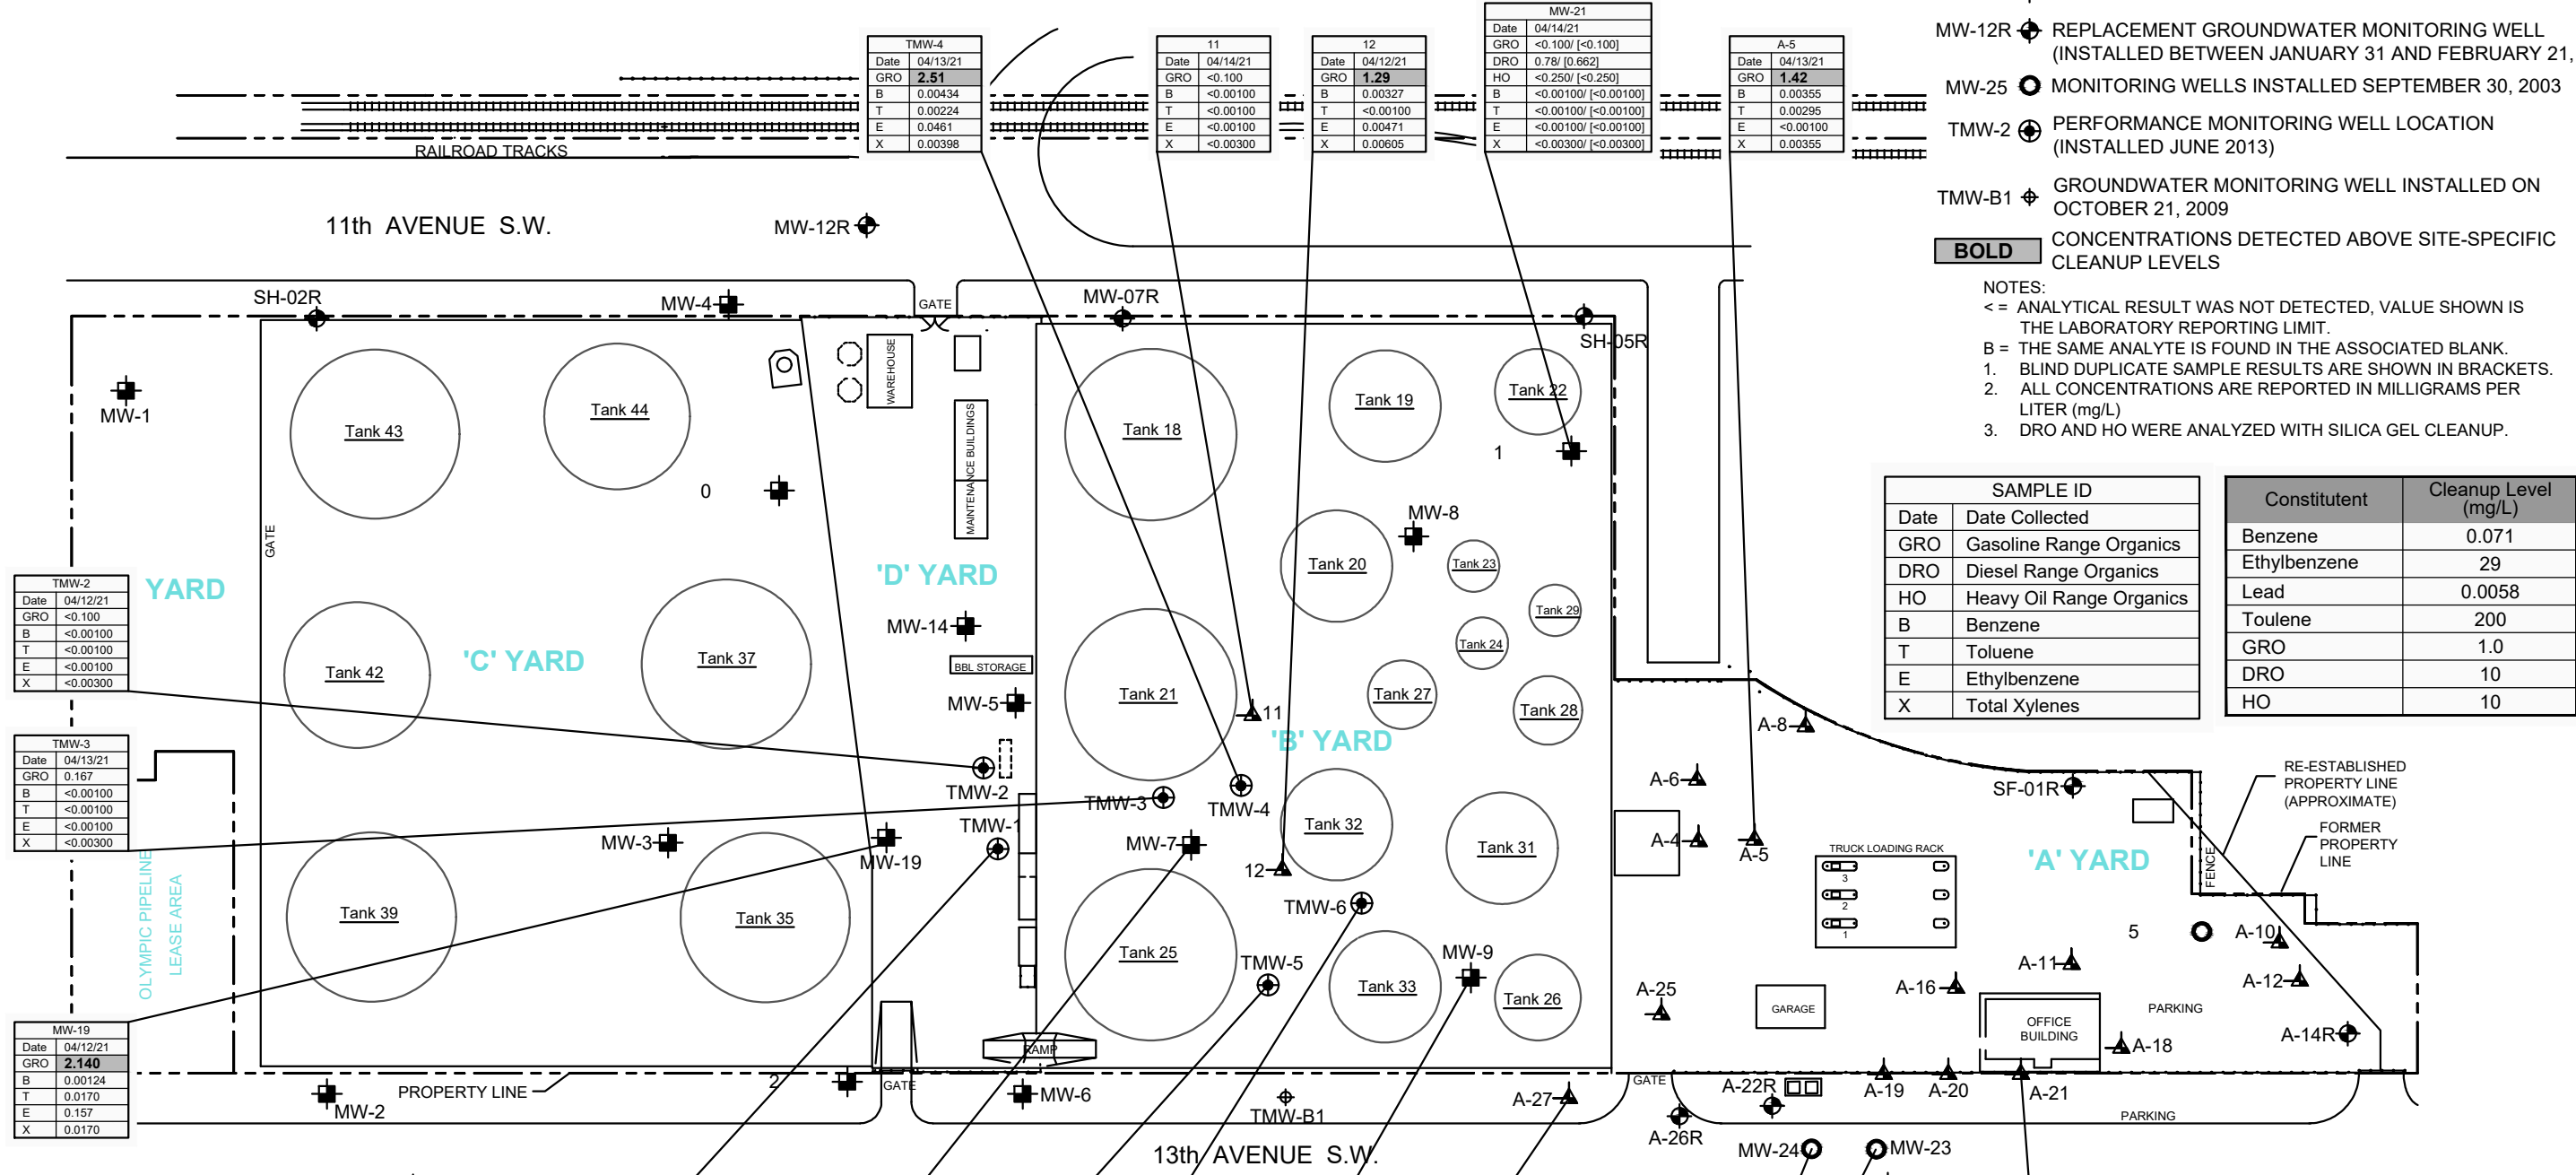 TMW-4
Date 04/13/21
GRO 2.51
B 0.00434
T 0.00224
E 0.0461
X 0.00398
11
Date 04/14/21
GRO <0.100
B <0.00100
T <0.00100
E <0.00100
X <0.00300
12
Date 04/12/21
GRO 1.29
B 0.00327
T <0.00100
E 0.00471
X 0.00605
MW-21
Date 04/14/21
GRO <0.100/ [<0.100]
DRO 0.78/ [0.662]
HO <0.250/ [<0.250]
B <0.00100/ [<0.00100]
T <0.00100/ [<0.00100]
E <0.00100/ [<0.00100]
X <0.00300/ [<0.00300]
A-5
Date 04/13/21
GRO 1.42
B 0.00355
T 0.00295
E <0.00100
X 0.00355
MW-12R REPLACEMENT GROUNDWATER MONITORING WELL
(INSTALLED BETWEEN JANUARY 31 AND FEBRUARY 21,
MW-25 MONITORING WELLS INSTALLED SEPTEMBER 30, 2003
TMW-2 PERFORMANCE MONITORING WELL LOCATION
(INSTALLED JUNE 2013)
TMW-B1 GROUNDWATER MONITORING WELL INSTALLED ON
OCTOBER 21, 2009
BOLD CONCENTRATIONS DETECTED ABOVE SITE-SPECIFIC
CLEANUP LEVELS
NOTES:
< = ANALYTICAL RESULT WAS NOT DETECTED, VALUE SHOWN IS
THE LABORATORY REPORTING LIMIT.
B = THE SAME ANALYTE IS FOUND IN THE ASSOCIATED BLANK.
1. BLIND DUPLICATE SAMPLE RESULTS ARE SHOWN IN BRACKETS.
2. ALL CONCENTRATIONS ARE REPORTED IN MILLIGRAMS PER
LITER (mg/L)
3. DRO AND HO WERE ANALYZED WITH SILICA GEL CLEANUP.
SAMPLE ID
Date Date Collected
GRO Gasoline Range Organics
DRO Diesel Range Organics
HO Heavy Oil Range Organics
B Benzene
T Toluene
E Ethylbenzene
X Total Xylenes
Constitutent Cleanup Level
(mg/L)
Benzene 0.071
Ethylbenzene 29
Lead 0.0058
Toulene 200
GRO 1.0
DRO 10
HO 10
RAILROAD TRACKS
11th AVENUE S.W.
MW-12R
SH-02R
MW-4
GATE
MW-07R
SH-05R
MW-1
Tank 43
Tank 44
WAREHOUSE
MAINTENANCE BUILDINGS
Tank 18
Tank 19
Tank 22
0
1
GATE
MW-8
Tank 20
Tank 23
Tank 29
Tank 24
'D' YARD
YARD
'C' YARD
MW-14
BBL STORAGE
MW-5
Tank 42
Tank 37
Tank 21
Tank 27
Tank 28
11
'B' YARD
TMW-2
Date 04/12/21
GRO <0.100
B <0.00100
T <0.00100
E <0.00100
X <0.00300
TMW-3
Date 04/13/21
GRO 0.167
B <0.00100
T <0.00100
E <0.00100
X <0.00300
TMW-2
TMW-3
TMW-4
TMW-1
MW-3
MW-19
MW-7
Tank 32
Tank 31
12
TMW-6
OLYMPIC PIPELINE
LEASE AREA
Tank 39
Tank 35
Tank 25
TMW-5
MW-9
Tank 33
Tank 26
A-8
A-6
A-4
A-5
SF-01R
RE-ESTABLISHED
PROPERTY LINE
(APPROXIMATE)
FORMER
PROPERTY
LINE
FENCE
'A' YARD
TRUCK LOADING RACK
3
2
1
5
A-10
A-11
A-12
A-16
A-25
GARAGE
OFFICE
BUILDING
PARKING
A-14R
A-18
MW-19
Date 04/12/21
GRO 2.140
B 0.00124
T 0.0170
E 0.157
X 0.0170
PROPERTY LINE
MW-2
2
GATE
RAMP
MW-6
TMW-B1
A-27
GATE
A-22R
A-26R
A-19
A-20
A-21
PARKING
MW-24
MW-23
13th AVENUE S.W.